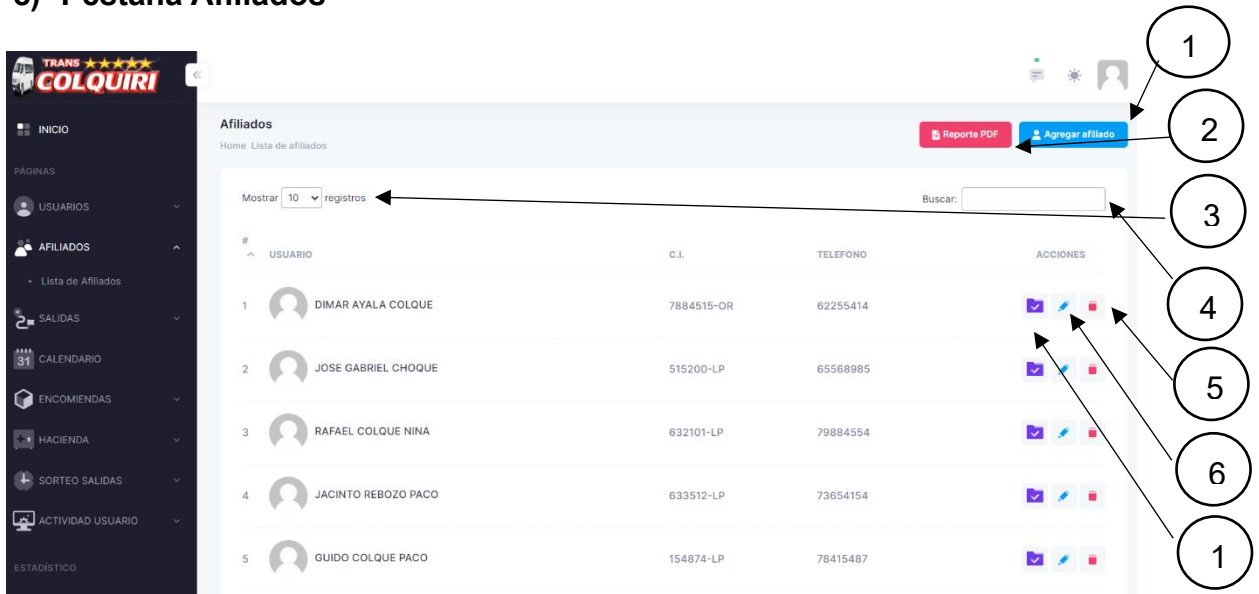 c) Pestaña Afiliados
TRANS
COLQUIRI
INICIO
PÁGINAS
USUARIOS
AFILIADOS
Lista de Afiliados
SALIDAS
31 CALENDARIO
ENCOMIENDAS
HACIENDA
SORTEO SALIDAS
ACTIVIDAD USUARIO
ESTADÍSTICO
Afiliados
Home Lista de afiliados
Reporte PDF
Agregar afiliado
Mostrar 10 registros
Buscar:
# USUARIO C.I. TELEFONO ACCIONES
1 DIMAR AYALA COLQUE 7884515-OR 62255414
2 JOSE GABRIEL CHOQUE 515200-LP 65568985
3 RAFAEL COLQUE NINA 632101-LP 79884554
4 JACINTO REBOZO PACO 633512-LP 73654154
5 GUIDO COLQUE PACO 154874-LP 78415487
1
2
3
4
5
6
1